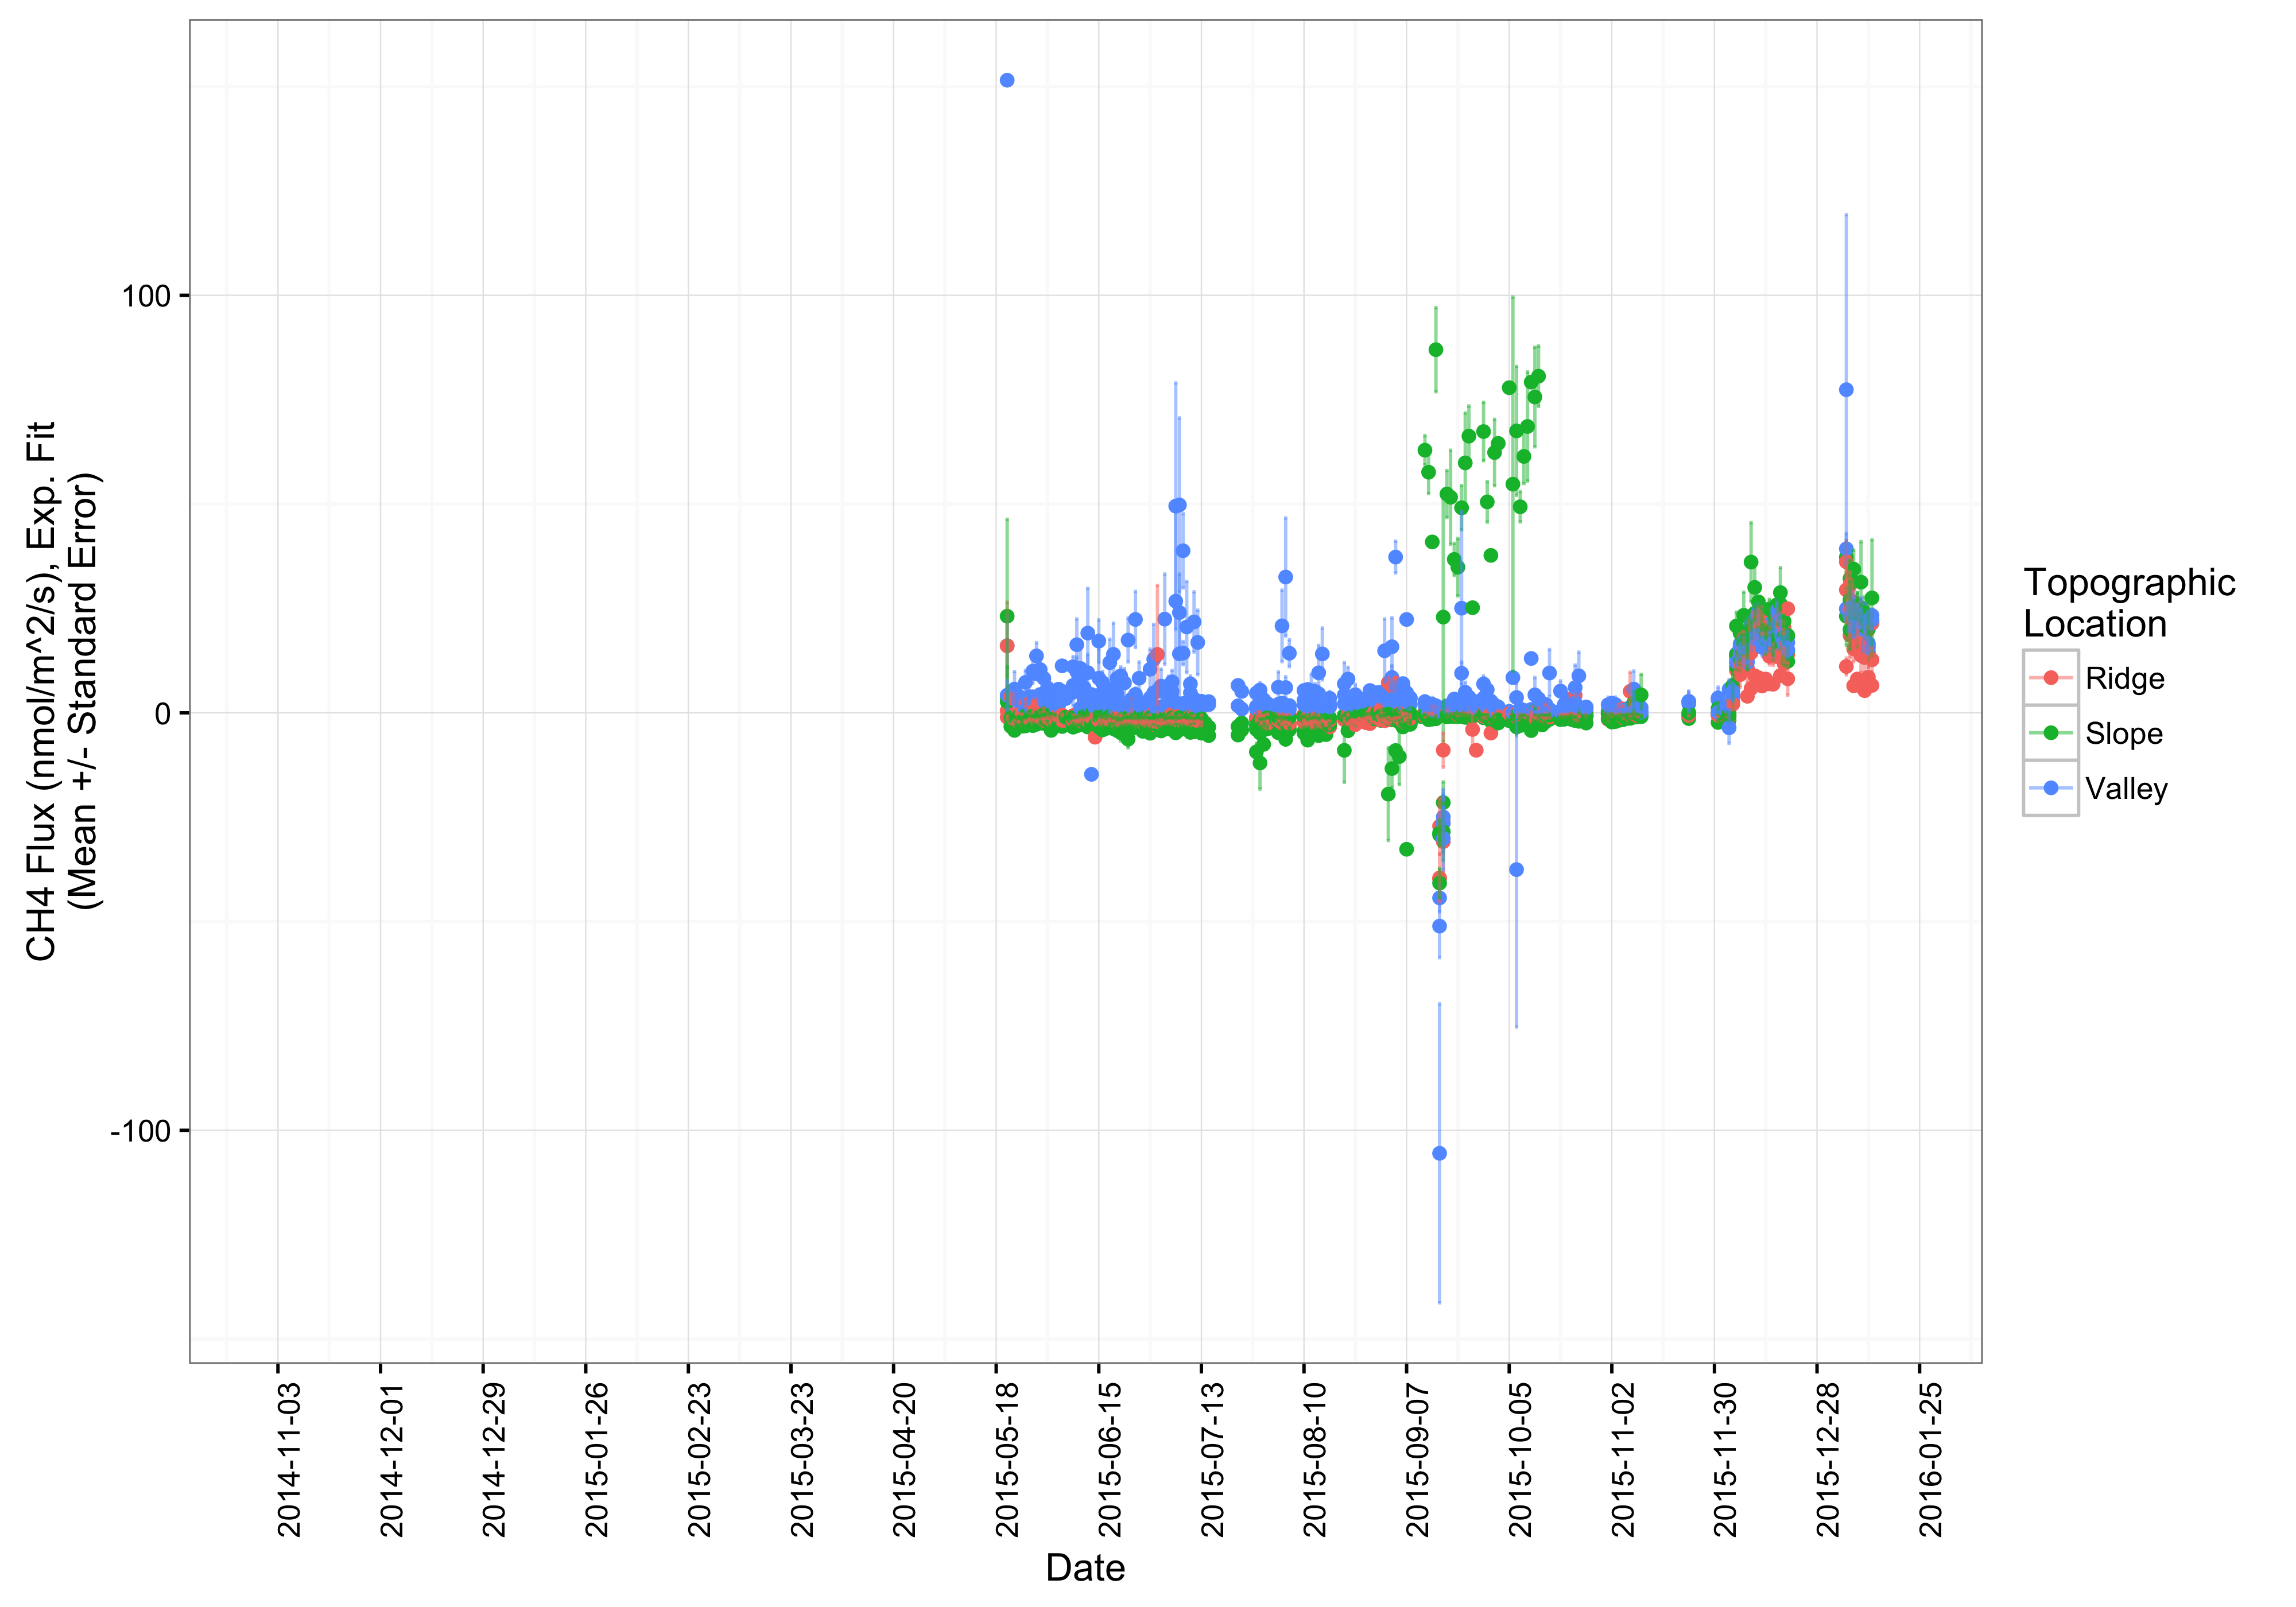 CH4 Flux (nmol/m^2/s), Exp. Fit
(Mean +/- Standard Error)
100
0
-100
2014-11-03
2014-12-01
2014-12-29
2015-01-26
2015-02-23
2015-03-23
2015-04-20
2015-05-18
2015-06-15
2015-07-13
2015-08-10
2015-09-07
2015-10-05
2015-11-02
2015-11-30
2015-12-28
2016-01-25
Date
Topographic
Location
Ridge
Slope
Valley